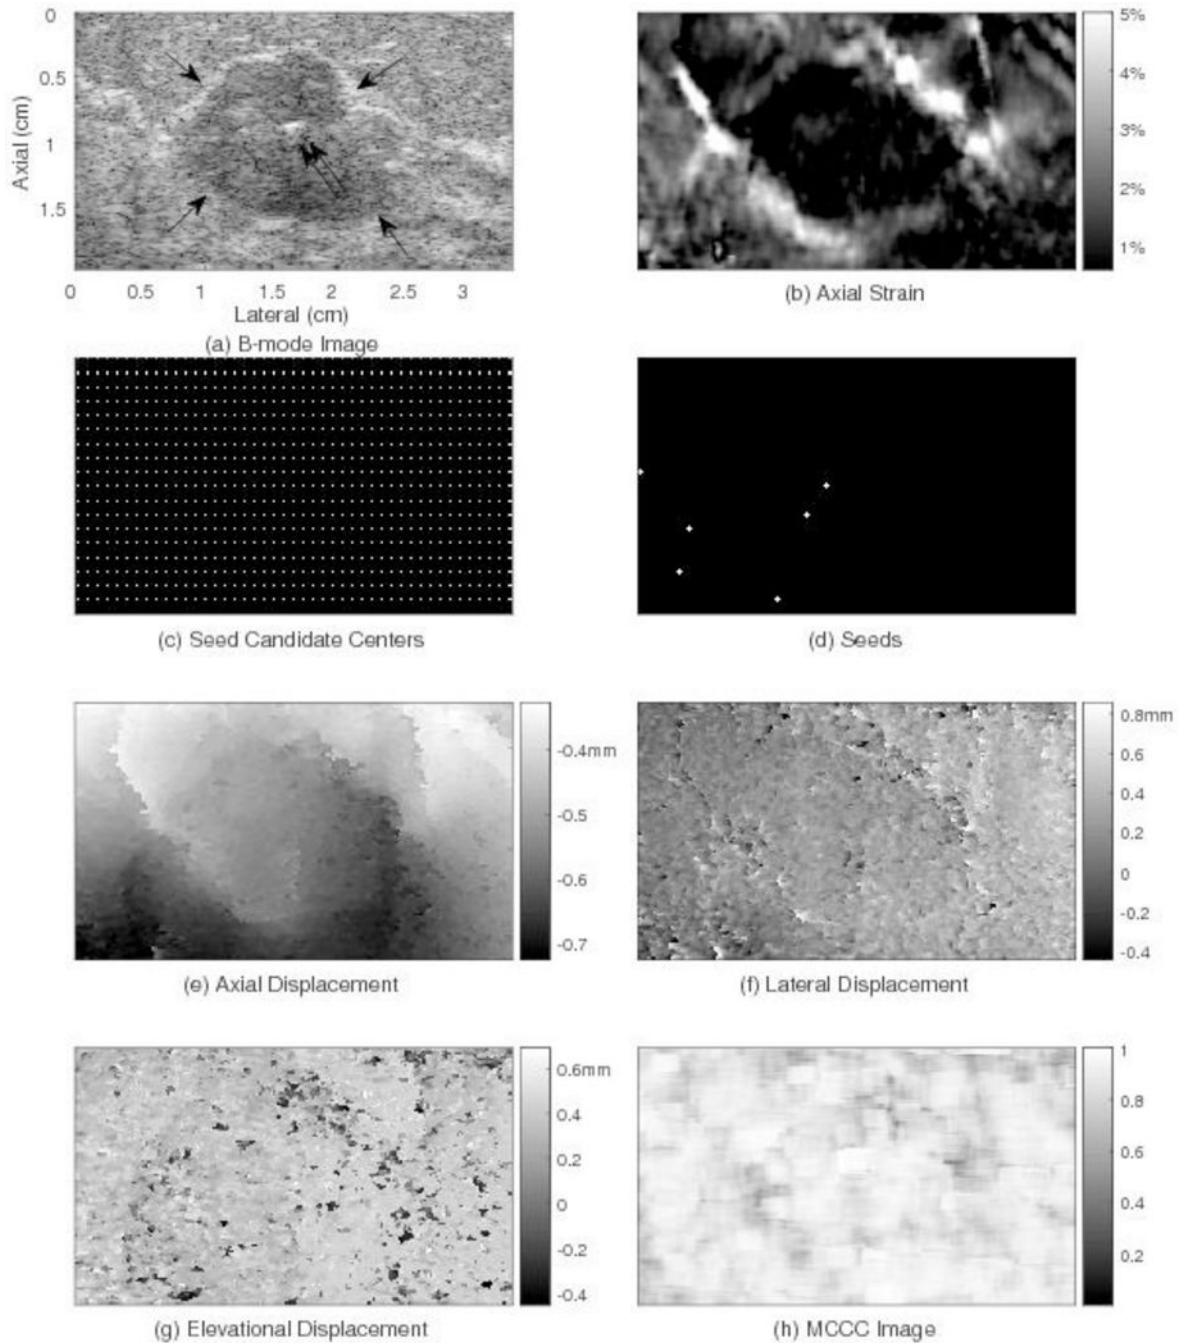 0
0.5
1
1.5
Axial (cm)
0 0.5 1 1.5 2 2.5 3
Lateral (cm)
(a) B-mode Image
5%
4%
3%
2%
1%
(b) Axial Strain
(c) Seed Candidate Centers
(d) Seeds
-0.4mm
-0.5
-0.6
-0.7
(e) Axial Displacement
0.8mm
0.6
0.4
0.2
0
-0.2
-0.4
(f) Lateral Displacement
0.6mm
0.4
0.2
0
-0.2
-0.4
(g) Elevational Displacement
1
0.8
0.6
0.4
0.2
(h) MCCC Image